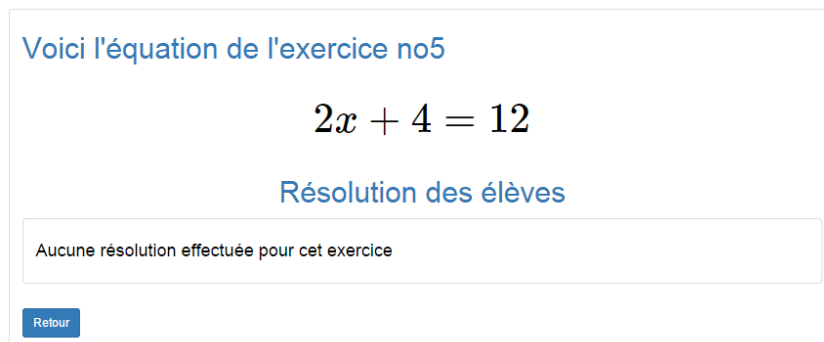 Voici l'équation de l'exercice no5
2x + 4 = 12
Résolution des élèves
Aucune résolution effectuée pour cet exercice
Retour